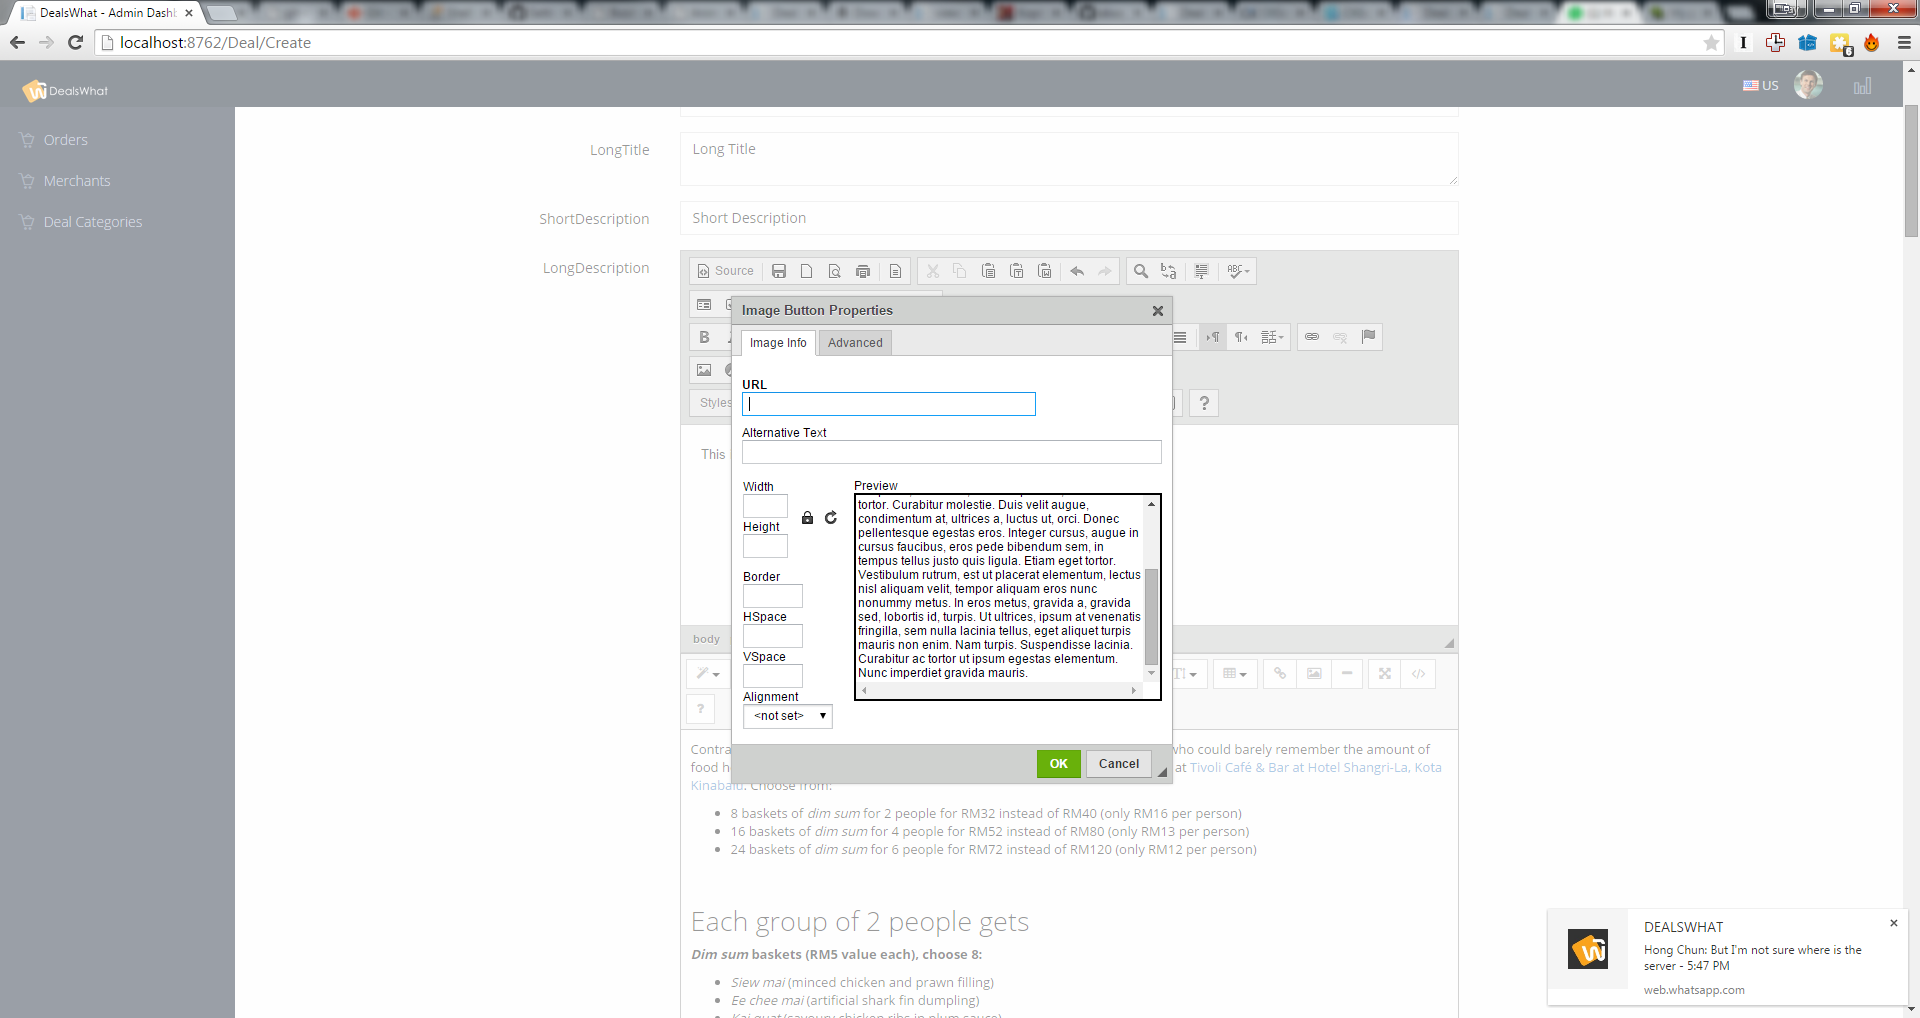 DealsWhat - Admin Dashb
localhost:8762/Deal/Create
6
DealsWhat
US
Orders
Merchants
Deal Categories
LongTitle
Long Title
ShortDescription
Short Description
LongDescription
Source
ABC
B
Styles
?
This
Image Button Properties
Image Info
Advanced
URL
Alternative Text
Width
Height
Border
HSpace
VSpace
Alignment
<not set>
Preview
tortor. Curabitur molestie. Duis velit augue,
condimentum at, ultrices a, luctus ut, orci. Donec
pellentesque egestas eros. Integer cursus, augue in
cursus faucibus, eros pede bibendum sem, in
tempus tellus justo quis ligula. Etiam eget tortor.
Vestibulum rutrum, est ut placerat elementum, lectus
nisl aliquam velit, tempor aliquam eros nunc
nonummy metus. In eros metus, gravida a, gravida
sed, lobortis id, turpis. Ut ultrices, ipsum at venenatis
fringilla, sem nulla lacinia tellus, eget aliquet turpis
mauris non enim. Nam turpis. Suspendisse lacinia.
Curabitur ac tortor ut ipsum egestas elementum.
Nunc imperdiet gravida mauris.
OK
Cancel
body
?
Contra who could barely remember the amount of
food h at Tivoli Café & Bar at Hotel Shangri-La, Kota
Kinabalu. Choose from:
8 baskets of dim sum for 2 people for RM32 instead of RM40 (only RM16 per person)
16 baskets of dim sum for 4 people for RM52 instead of RM80 (only RM13 per person)
24 baskets of dim sum for 6 people for RM72 instead of RM120 (only RM12 per person)
Each group of 2 people gets
Dim sum baskets (RM5 value each), choose 8:
Siew mai (minced chicken and prawn filling)
Ee chee mai (artificial shark fin dumpling)
Kai quat (savoury chicken ribs in plum sauce)
DEALSWHAT
Hong Chun: But I'm not sure where is the
server - 5:47 PM
web.whatsapp.com